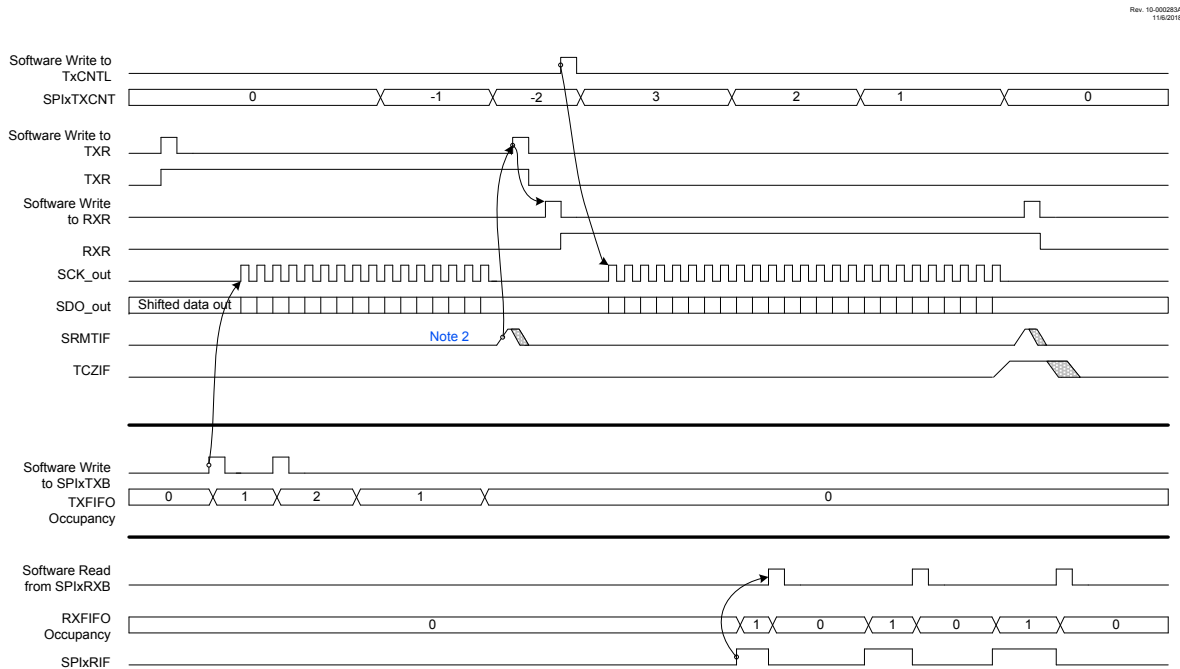 Rev. 10-000283A
11/6/2018
Software Write to
TxCNTL
SPIxTXCNT 0 -1 -2 3 2 1 0
Software Write to
TXR
TXR
Software Write
to RXR
RXR
SCK_out
SDO_out Shifted data out
SRMTIF Note 2
TCZIF
Software Write
to SPIxTXB
TXFIFO 0 1 2 1 0
Occupancy
Software Read
from SPIxRXB
RXFIFO
Occupancy 0 1 0 1 0 1 0
SPIxRIF